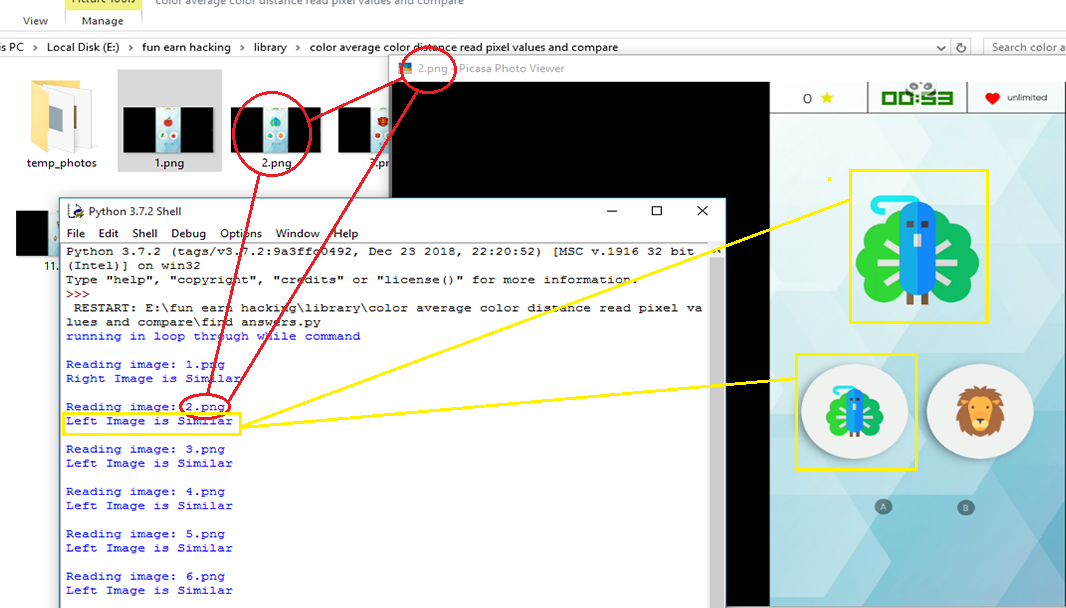 Picture Tools
color average color distance read pixel values and compare
View
Manage
is PC > Local Disk (E:) > fun earn hacking > library > color average color distance read pixel values and compare
Search color a
2.png - Picasa Photo Viewer
0
00:53
unlimited
temp_photos
1.png
2.png
3.pn
11.
Python 3.7.2 Shell
File Edit Shell Debug Options Window Help
Python 3.7.2 (tags/v3.7.2:9a3ffc0492, Dec 23 2018, 22:20:52) [MSC v.1916 32 bit
(Intel)] on win32
Type "help", "copyright", "credits" or "license()" for more information.
>>>
RESTART: E:\fun earn hacking\library\color average color distance read pixel va
lues and compare\find answers.py
running in loop through while command
Reading image: 1.png
Right Image is Similar
Reading image: 2.png
Left Image is Similar
Reading image: 3.png
Left Image is Similar
Reading image: 4.png
Left Image is Similar
Reading image: 5.png
Left Image is Similar
Reading image: 6.png
Left Image is Similar
A
B